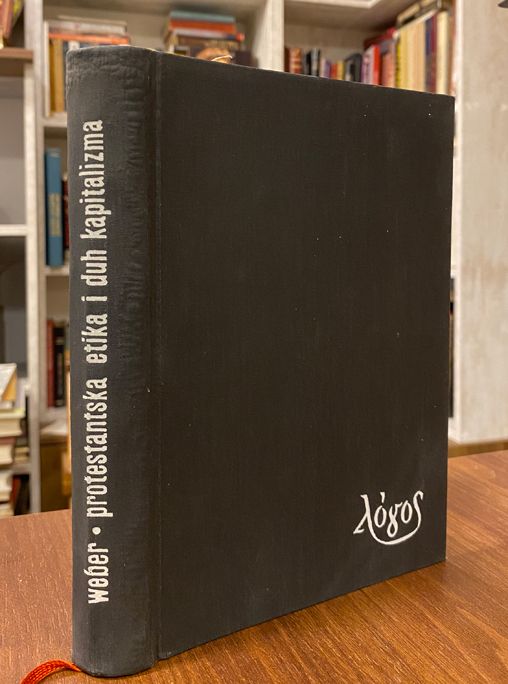 weber • protestantska etika i duh kapitalizma
λόγος